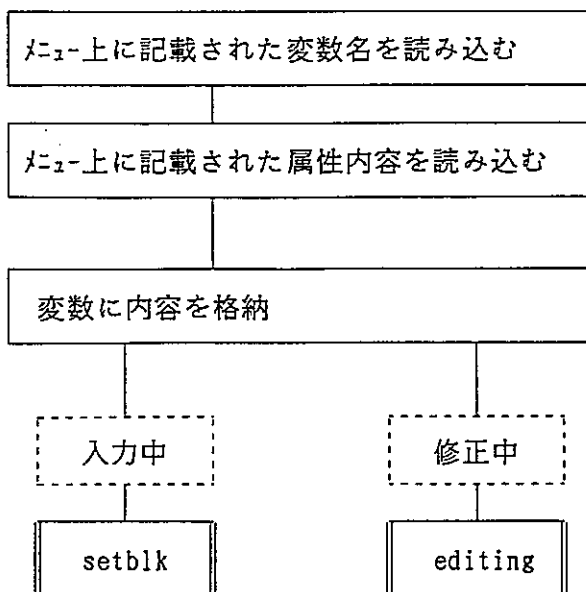 ﾒﾆｭｰ上に記載された変数名を読み込む
ﾒﾆｭｰ上に記載された属性内容を読み込む
変数に内容を格納
入力中
修正中
setblk
editing